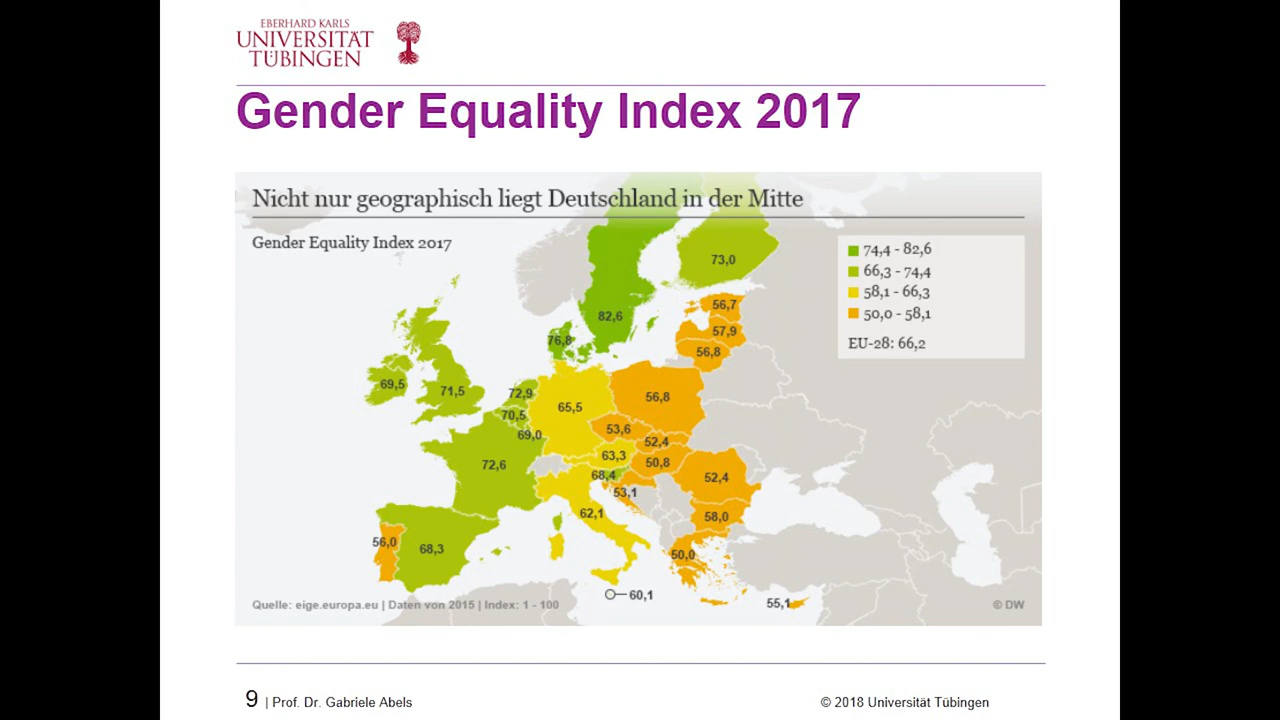 EBERHARD KARLS
UNIVERSITÄT
TÜBINGEN
Gender Equality Index 2017
Nicht nur geographisch liegt Deutschland in der Mitte
Gender Equality Index 2017
74,4 - 82,6
66,3 - 74,4
58,1 - 66,3
50,0 - 58,1
EU-28: 66,2
73,0
82,6
56,7
57,9
56,8
76,8
69,5
71,5
72,9
70,5
69,0
65,5
56,8
53,6
52,4
63,3
50,8
72,6
68,4
53,1
52,4
62,1
58,0
56,0
68,3
50,0
60,1
55,1
Quelle: eige.europa.eu | Daten von 2015 | Index: 1 - 100
© DW
9 | Prof. Dr. Gabriele Abels
© 2018 Universität Tübingen